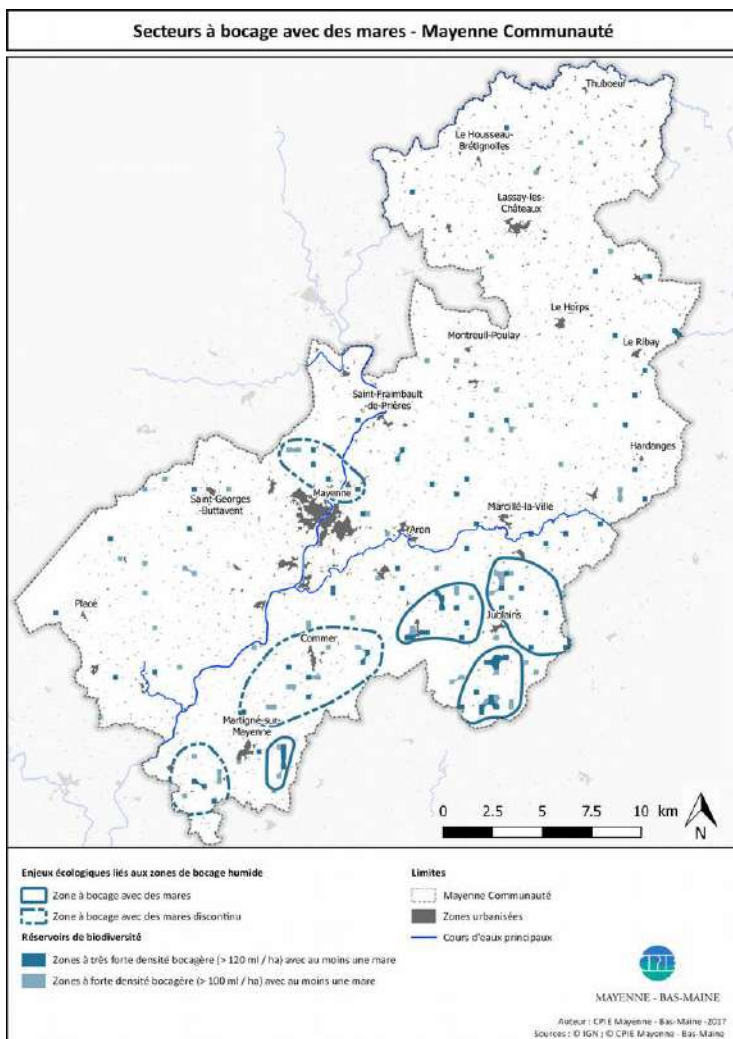 Secteurs à bocage avec des mares - Mayenne Communauté
Thuboeuf
Le Housseau-
Brétignolles
Lassay-les-
Châteaux
Le Horps
Montreuil-Poulay
Le Ribay
Saint-Fraimbault
-de-Prières
Hardanges
Saint-Georges
-Buttavent
Mayenne
Marcillé-la-Ville
Aron
Placé
Jublains
Commer
Martigné-sur-
Mayenne
0 2.5 5 7.5 10 km
N
Enjeux écologiques liés aux zones de bocage humide
Zone à bocage avec des mares
Zone à bocage avec des mares discontinu
Réservoirs de biodiversité
Zones à très forte densité bocagère (> 120 ml / ha) avec au moins une mare
Zones à forte densité bocagère (> 100 ml / ha) avec au moins une mare
Limites
Mayenne Communauté
Zones urbanisées
Cours d'eaux principaux
CPIE
MAYENNE - BAS-MAINE
Auteur : CPIE Mayenne - Bas-Maine -2017
Sources : © IGN ; © CPIE Mayenne - Bas-Maine